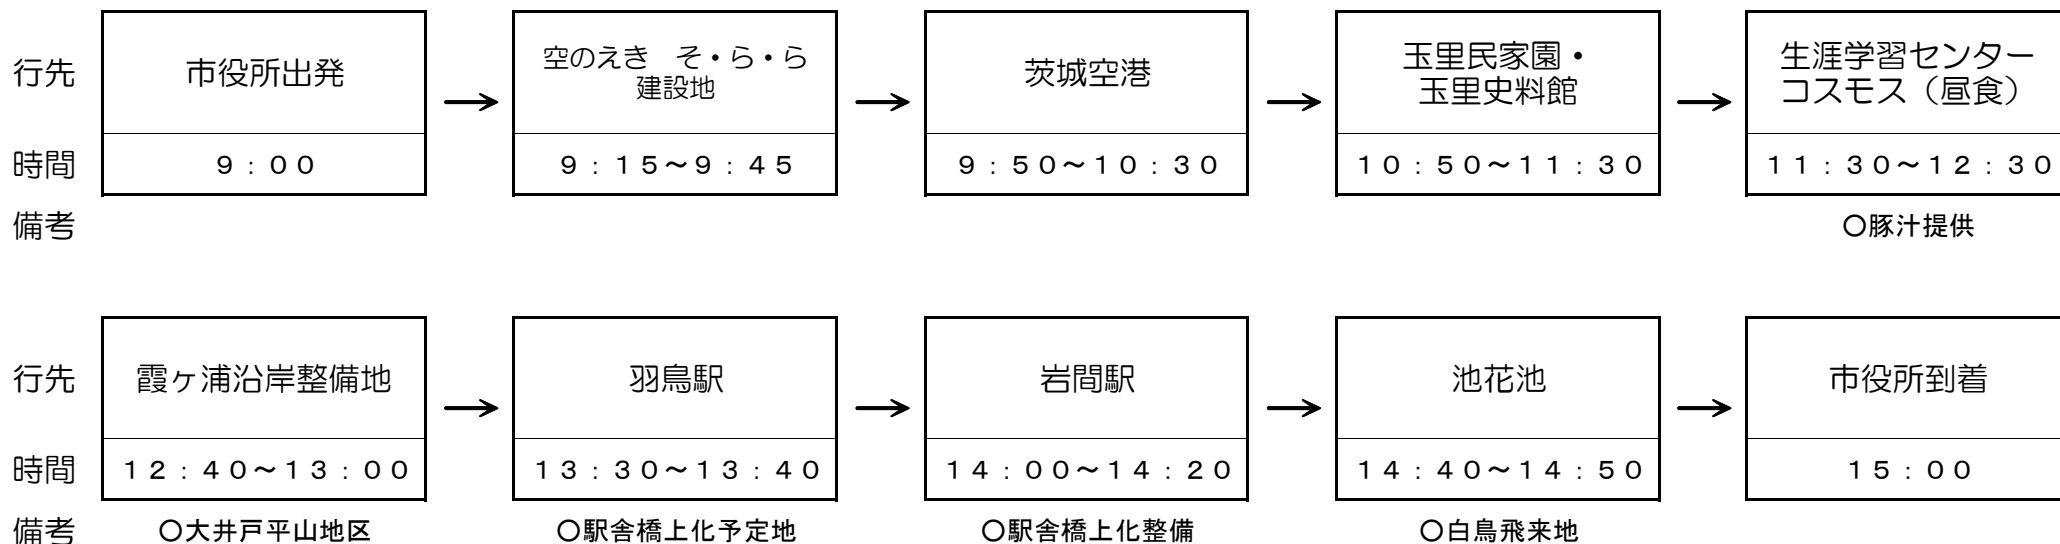 行先
市役所出発
空のえき　そ・ら・ら
建設地
茨城空港
玉里民家園・
玉里史料館
生涯学習センター
コスモス（昼食）
時間
９：００
９：１５～９：４５
９：５０～１０：３０
１０：５０～１１：３０
１１：３０～１２：３０
備考
○豚汁提供
行先
霞ヶ浦沿岸整備地
羽鳥駅
岩間駅
池花池
市役所到着
時間
１２：４０～１３：００
１３：３０～１３：４０
１４：００～１４：２０
１４：４０～１４：５０
１５：００
備考
○大井戸平山地区
○駅舎橋上化予定地
○駅舎橋上化整備
○白鳥飛来地